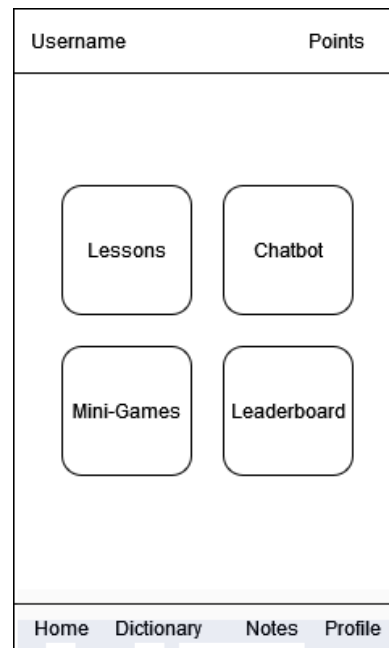 Username Points
Lessons Chatbot
Mini-Games Leaderboard
Home Dictionary Notes Profile